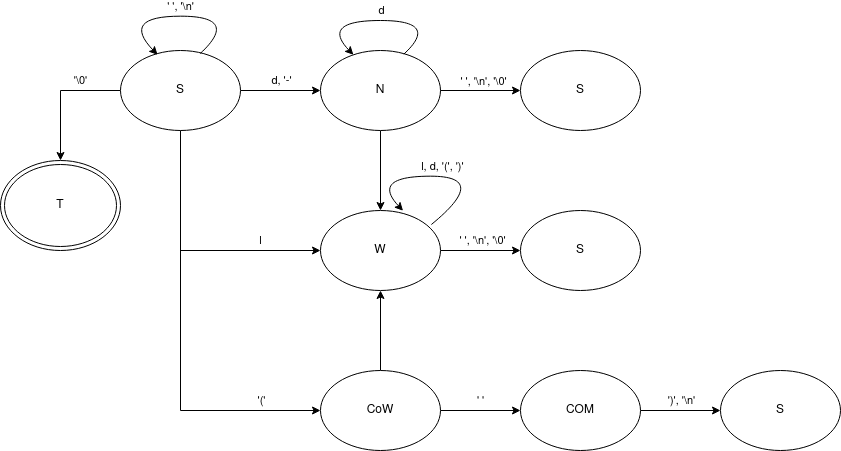 ' ', '\n'
d
'\0'
S
d, '-'
N
' ', '\n', '\0'
S
T
l, d, '(', ')'
l
W
' ', '\n', '\0'
S
'('
CoW
' '
COM
')', '\n'
S